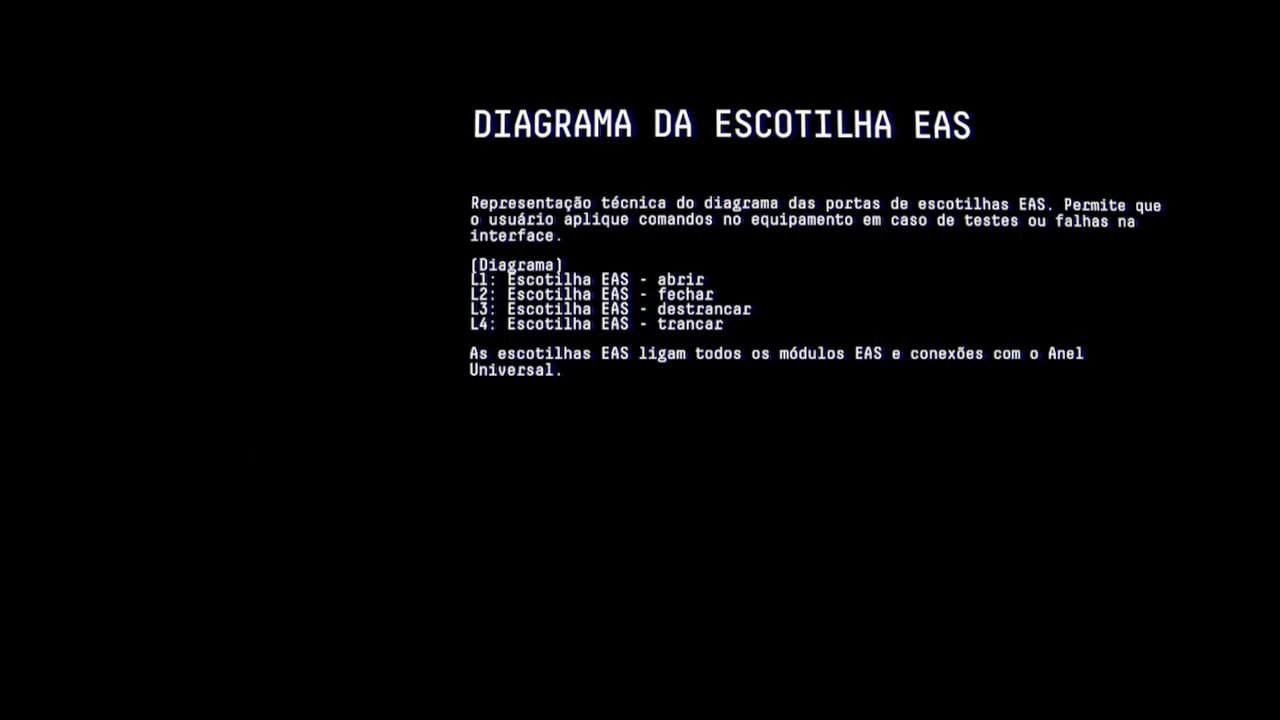 DIAGRAMA DA ESCOTILHA EAS
Representação técnica do diagrama das portas de escotilhas EAS. Permite que
o usuário aplique comandos no equipamento em caso de testes ou falhas na
interface.
(Diagrama)
L1: Escotilha EAS - abrir
L2: Escotilha EAS - fechar
L3: Escotilha EAS - destrancar
L4: Escotilha EAS - trancar
As escotilhas EAS ligam todos os módulos EAS e conexões com o Anel
Universal.